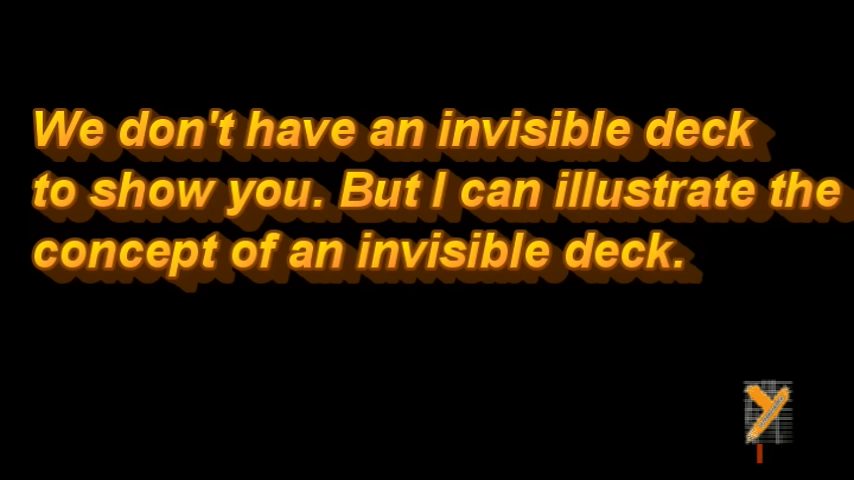 We don't have an invisible deck
to show you. But I can illustrate the
concept of an invisible deck.
Y